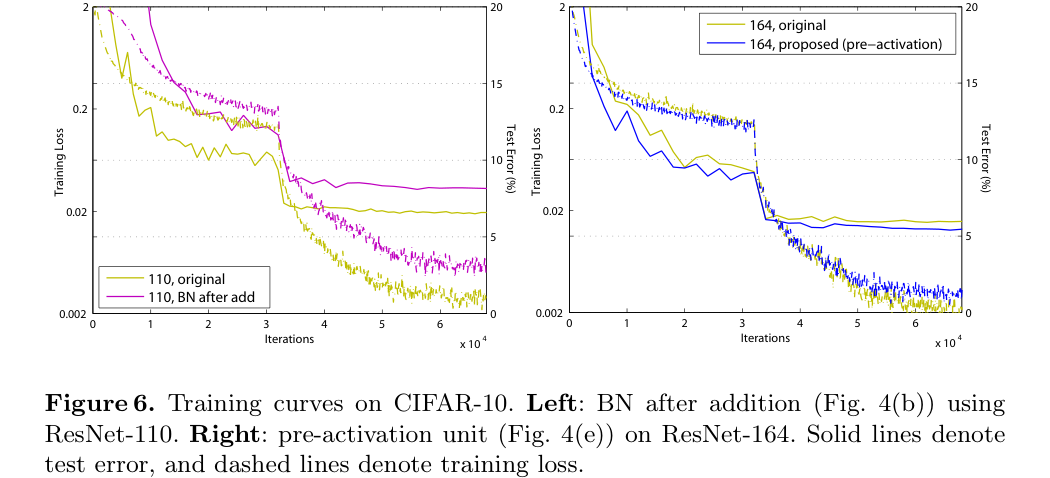 2
0.2
0.02
0.002
Training Loss
20
15
10
5
0
Test Error (%)
0 1 2 3 4 5 6
Iterations
x 10 4
110, original
110, BN after add
2
0.2
0.02
0.002
Training Loss
20
15
10
5
0
Test Error (%)
0 1 2 3 4 5 6
Iterations
x 10 4
164, original
164, proposed (pre−activation)
Figure 6. Training curves on CIFAR-10. Left: BN after addition (Fig. 4(b)) using
ResNet-110. Right: pre-activation unit (Fig. 4(e)) on ResNet-164. Solid lines denote
test error, and dashed lines denote training loss.